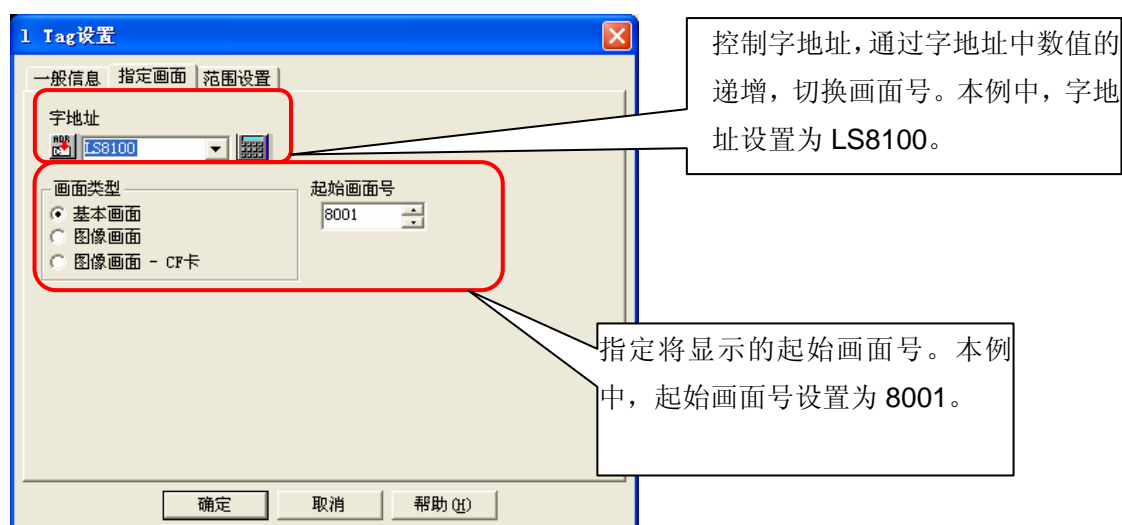 1 Tag设置
一般信息 指定画面 范围设置
字地址
LS8100
画面类型
基本画面
图像画面
图像画面 - CF卡
起始画面号
8001
确定 取消 帮助(H)
控制字地址，通过字地址中数值的
递增，切换画面号。本例中，字地
址设置为 LS8100。
指定将显示的起始画面号。本例
中，起始画面号设置为 8001。